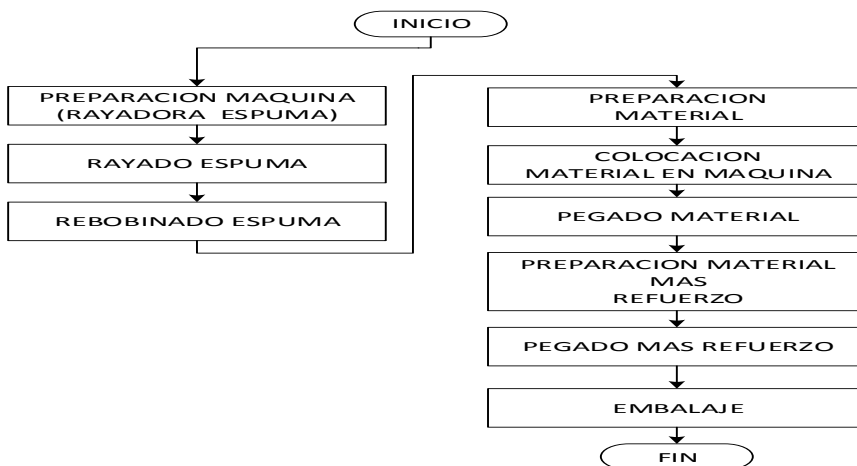 INICIO
PREPARACION MAQUINA
(RAYADORA ESPUMA)
RAYADO ESPUMA
REBOBINADO ESPUMA
PREPARACION
MATERIAL
COLOCACION
MATERIAL EN MAQUINA
PEGADO MATERIAL
PREPARACION MATERIAL
MAS
REFUERZO
PEGADO MAS REFUERZO
EMBALAJE
FIN